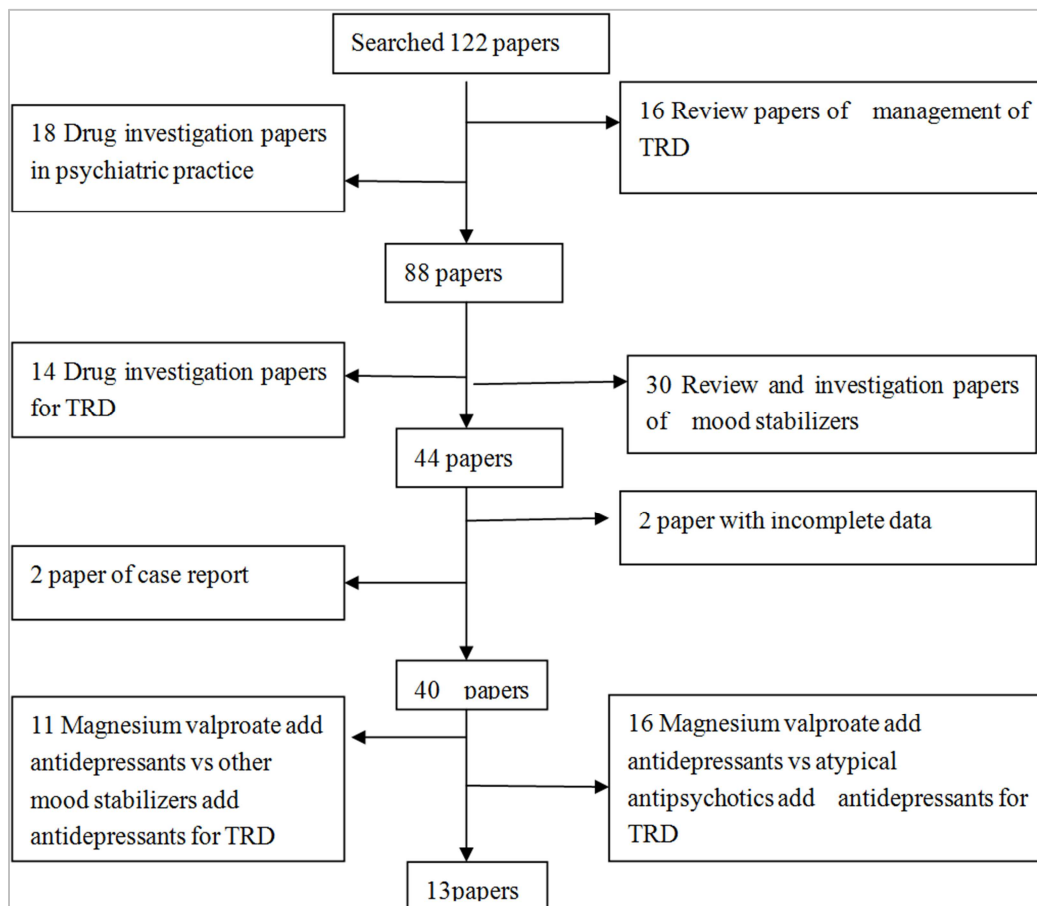 Searched 122 papers
18 Drug investigation papers
in psychiatric practice
16 Review papers of management of
TRD
88 papers
14 Drug investigation papers
for TRD
30 Review and investigation papers
of mood stabilizers
44 papers
2 paper with incomplete data
2 paper of case report
40 papers
11 Magnesium valproate add
antidepressants vs other
mood stabilizers add
antidepressants for TRD
16 Magnesium valproate add
antidepressants vs atypical
antipsychotics add antidepressants for
TRD
13papers